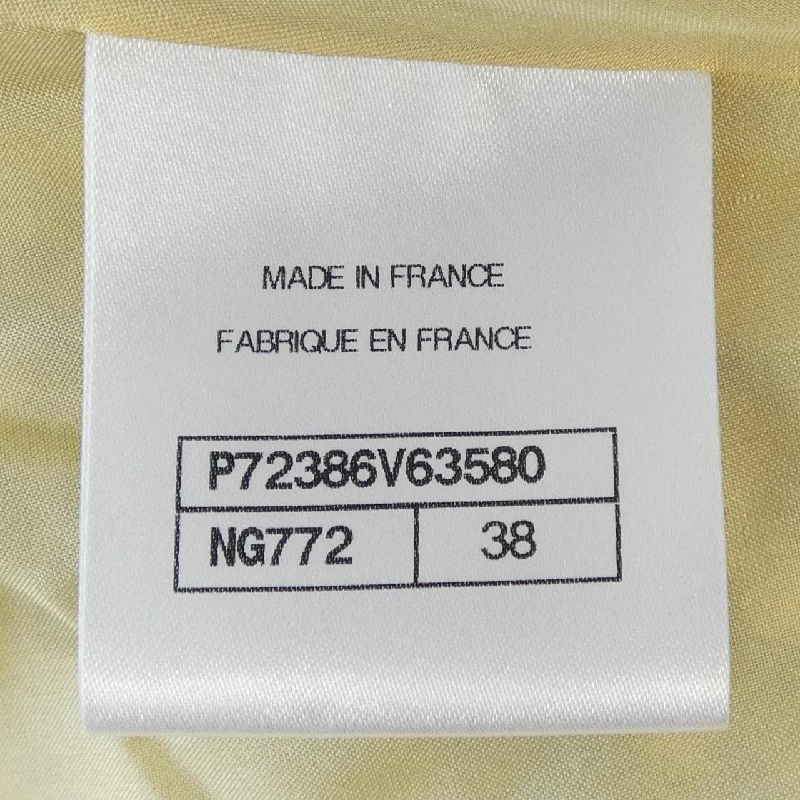 MADE IN FRANCE
FABRIQUE EN FRANCE
P72386V63580
NG772 38